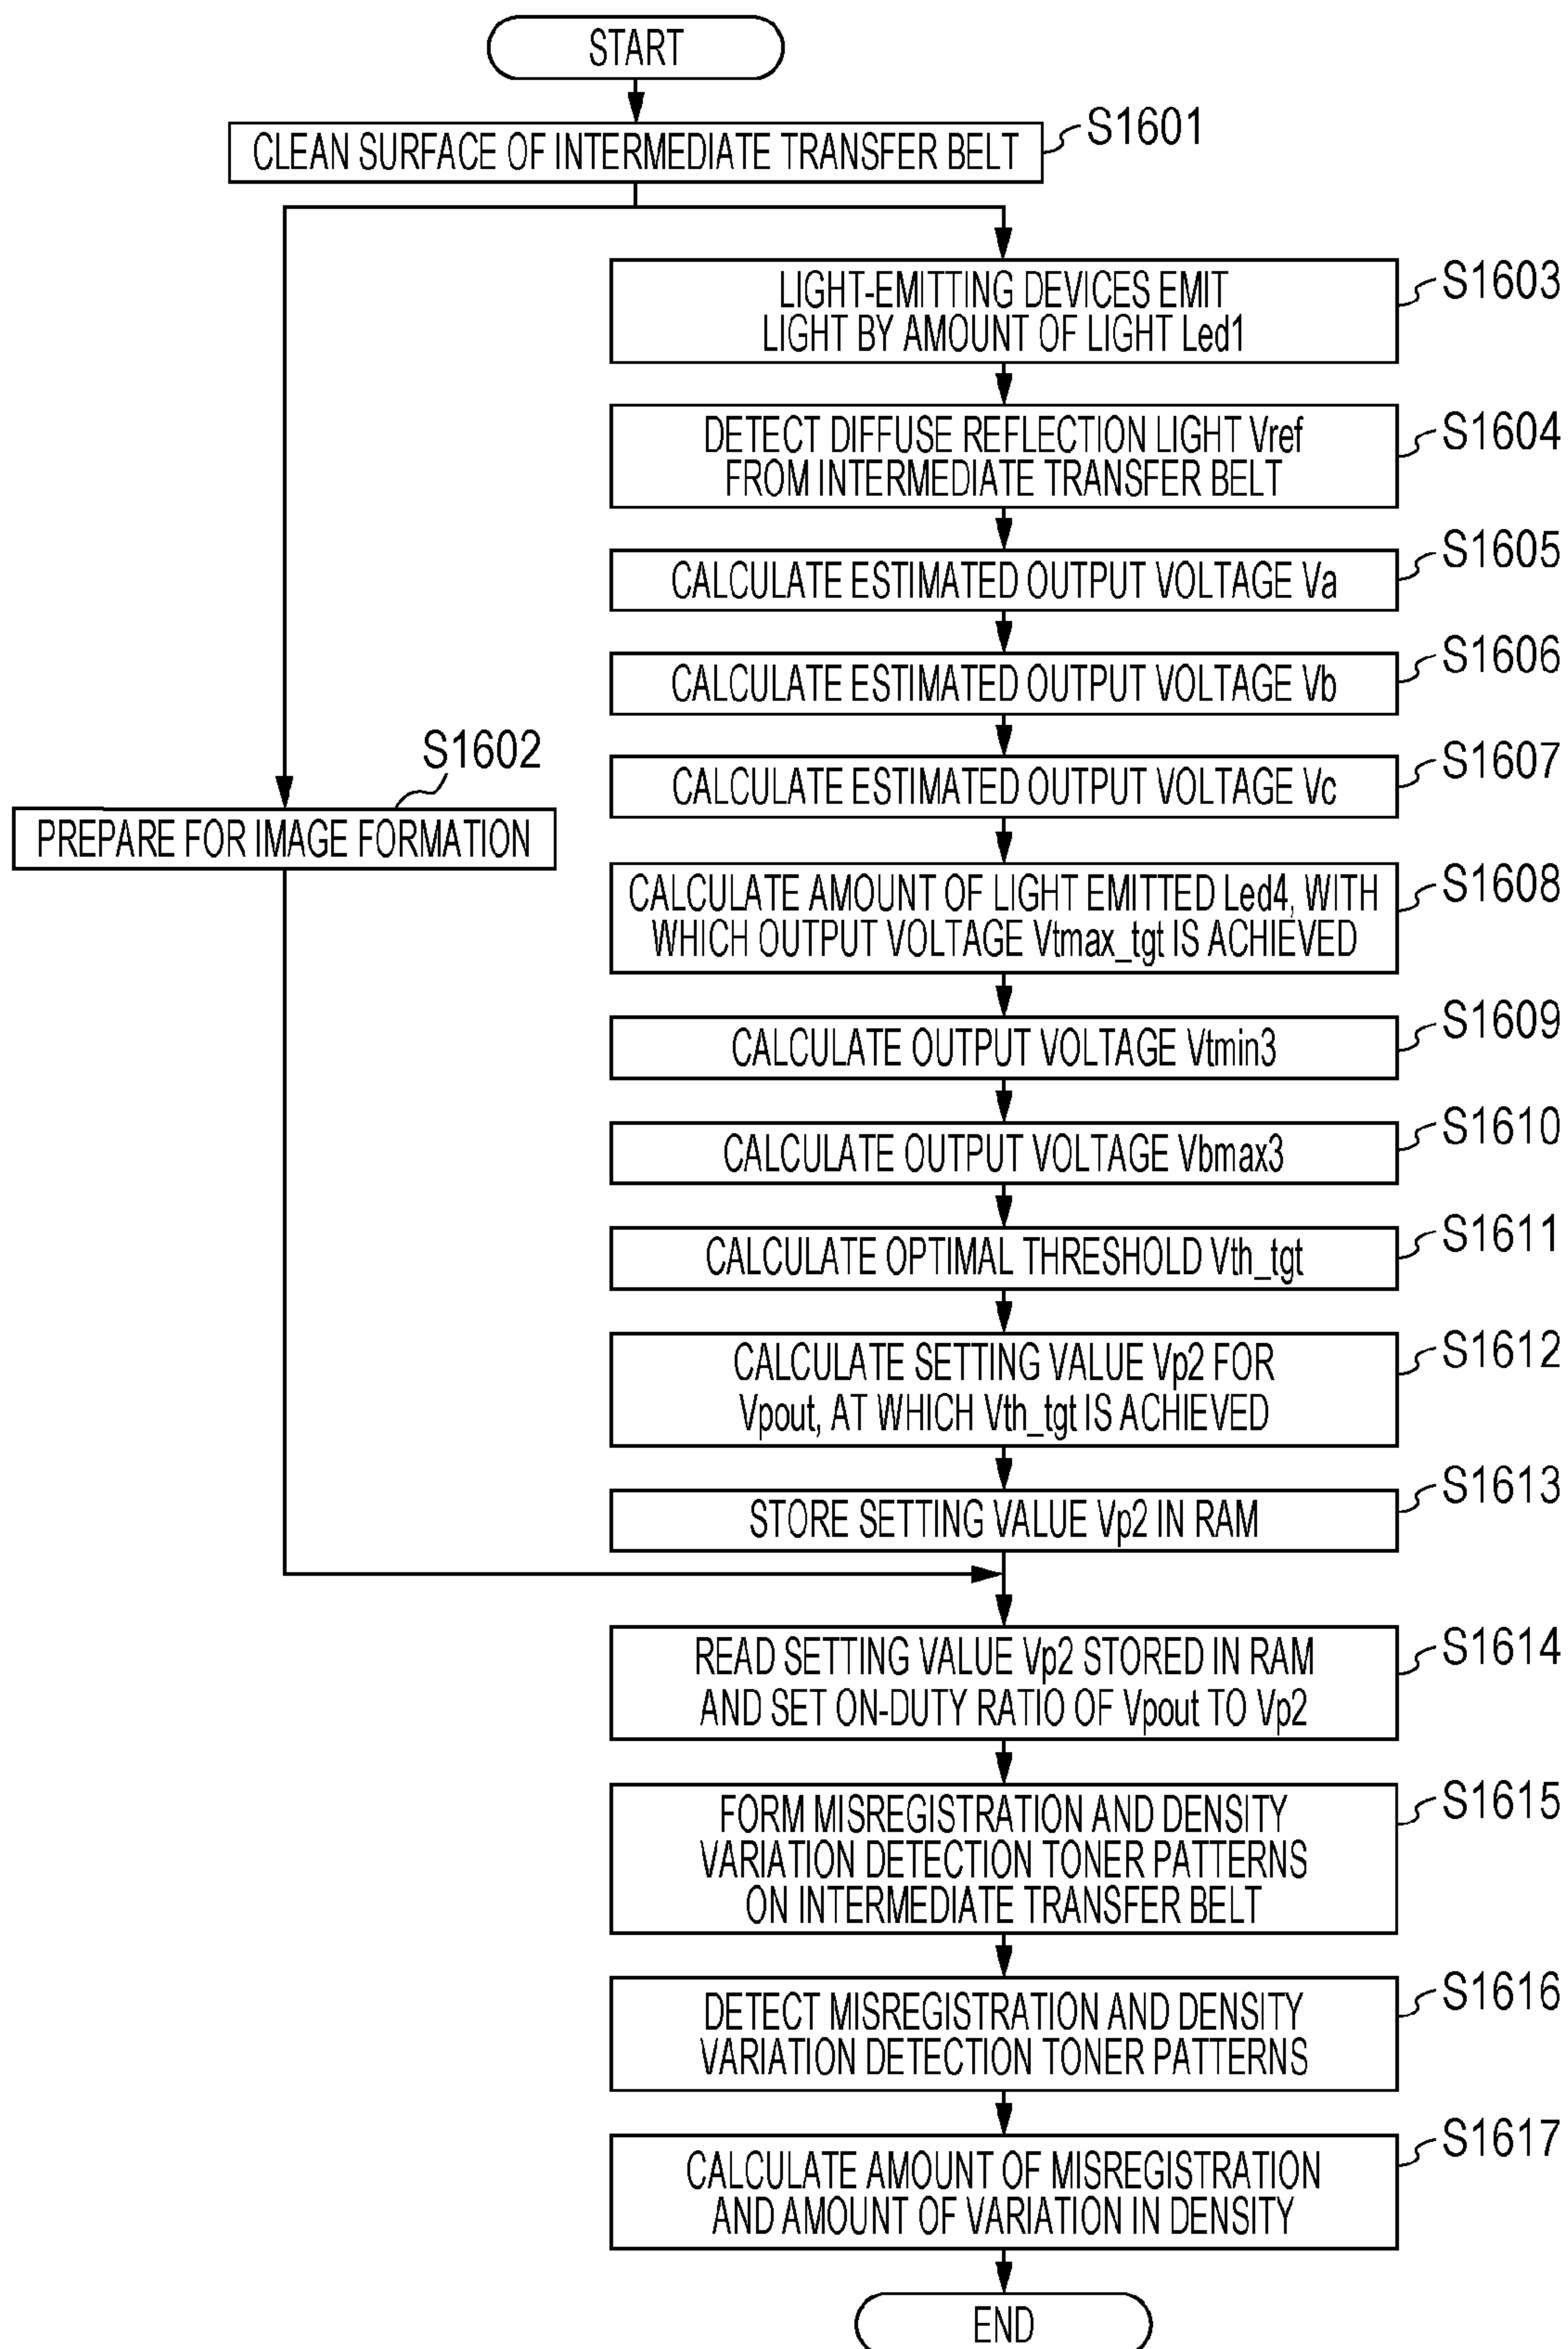 START
CLEAN SURFACE OF INTERMEDIATE TRANSFER BELT
S1601
LIGHT-EMITTING DEVICES EMIT
LIGHT BY AMOUNT OF LIGHT Led1
S1603
DETECT DIFFUSE REFLECTION LIGHT Vref
FROM INTERMEDIATE TRANSFER BELT
S1604
CALCULATE ESTIMATED OUTPUT VOLTAGE Va
S1605
CALCULATE ESTIMATED OUTPUT VOLTAGE Vb
S1606
CALCULATE ESTIMATED OUTPUT VOLTAGE Vc
S1607
S1602
PREPARE FOR IMAGE FORMATION
CALCULATE AMOUNT OF LIGHT EMITTED Led4, WITH
WHICH OUTPUT VOLTAGE Vtmax_tgt IS ACHIEVED
S1608
CALCULATE OUTPUT VOLTAGE Vtmin3
S1609
CALCULATE OUTPUT VOLTAGE Vbmax3
S1610
CALCULATE OPTIMAL THRESHOLD Vth_tgt
S1611
CALCULATE SETTING VALUE Vp2 FOR
Vpout, AT WHICH Vth_tgt IS ACHIEVED
S1612
STORE SETTING VALUE Vp2 IN RAM
S1613
READ SETTING VALUE Vp2 STORED IN RAM
AND SET ON-DUTY RATIO OF Vpout TO Vp2
S1614
FORM MISREGISTRATION AND DENSITY
VARIATION DETECTION TONER PATTERNS
ON INTERMEDIATE TRANSFER BELT
S1615
DETECT MISREGISTRATION AND DENSITY
VARIATION DETECTION TONER PATTERNS
S1616
CALCULATE AMOUNT OF MISREGISTRATION
AND AMOUNT OF VARIATION IN DENSITY
S1617
END